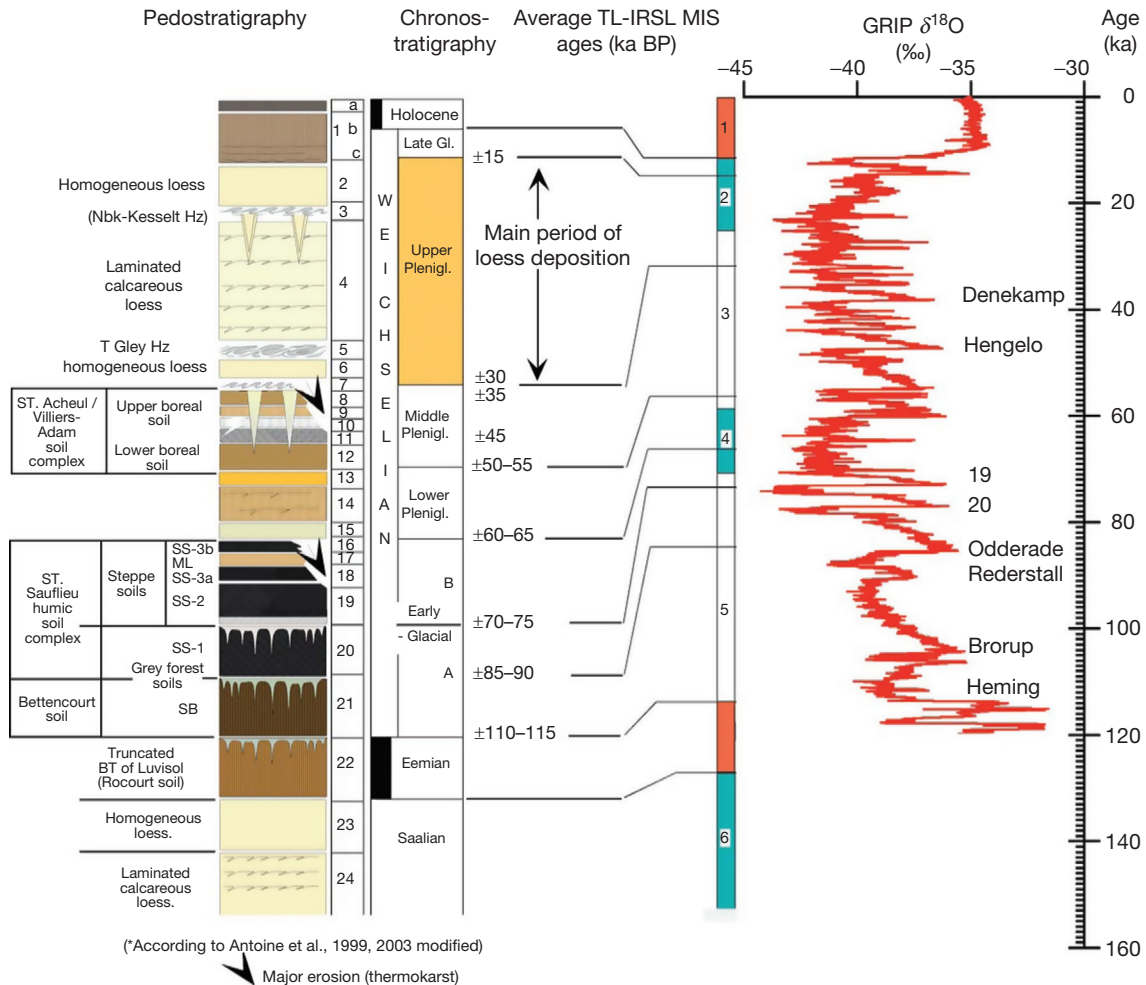 Pedostratigraphy
Chronos-
tratigraphy
Average TL-IRSL MIS
ages (ka BP)
GRIP δ18O
(‰)
Age
(ka)
−45
−40
−35
−30
a
1 b
c
Homogeneous loess
2
(Nbk-Kesselt Hz)
3
Laminated
calcareous
loess
4
T Gley Hz
5
homogeneous loess
6
7
ST. Acheul /
Villiers-
Adam
soil
complex
Upper boreal
soil
Lower boreal
soil
8
9
10
11
12
13
14
15
ST.
Sauflieu
humic
soil
complex
Steppe
soils
SS-3b
ML
SS-3a
SS-2
16
17
18
19
SS-1
Grey forest
soils
20
Bettencourt
soil
SB
21
Truncated
BT of Luvisol
(Rocourt soil)
22
Homogeneous
loess.
23
Laminated
calcareous
loess.
24
Holocene
Late Gl.
WEICHSELIAN
Upper
Plenigl.
Middle
Plenigl.
Lower
Plenigl.
B
Early
- Glacial
A
Eemian
Saalian
±15
Main period of
loess deposition
±30
±35
±45
±50–55
±60–65
±70–75
±85–90
±110–115
1
2
3
4
5
6
Denekamp
Hengelo
19
20
Odderade
Rederstall
Brorup
Heming
0
20
40
60
80
100
120
140
160
(*According to Antoine et al., 1999, 2003 modified)
Major erosion (thermokarst)